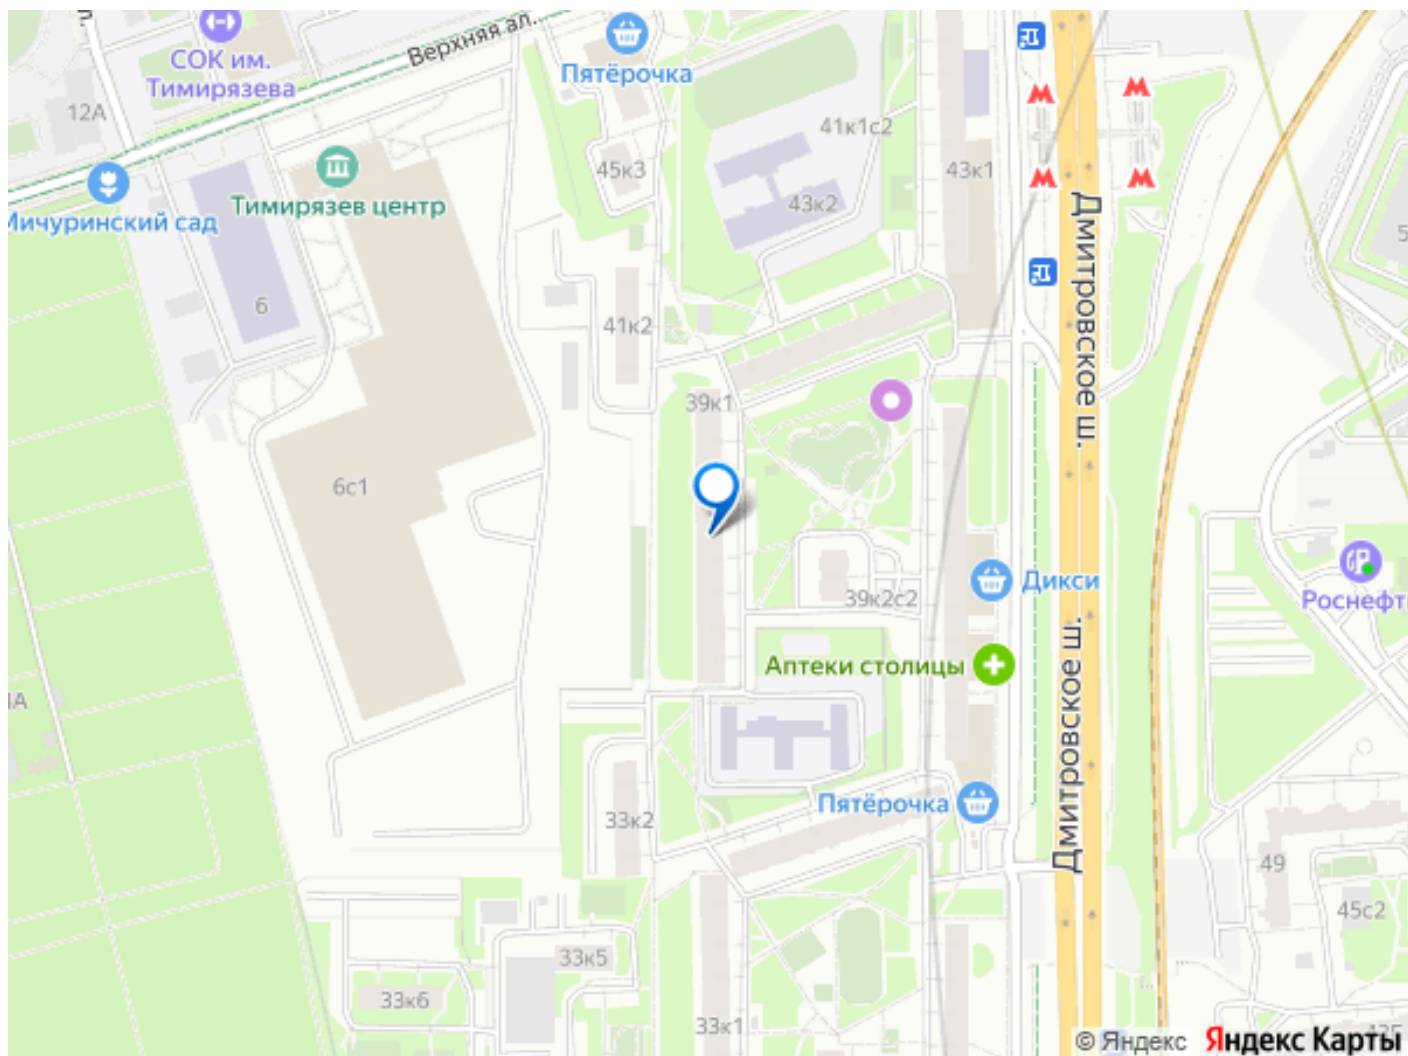 Верхняя ал.
СОК им.
Тимирязева
Пятёрочка
12А
41к1с2
45к3
43к1
Тимирязев центр
43к2
Мичуринский сад
Дмитровское ш.
6
41к2
39к1
6с1
Дикси
39к2с2
Роснефть
Аптеки столицы
Дмитровское ш.
Пятёрочка
33к2
49
45с2
33к5
33к6
33к1
© Яндекс Яндекс Карты